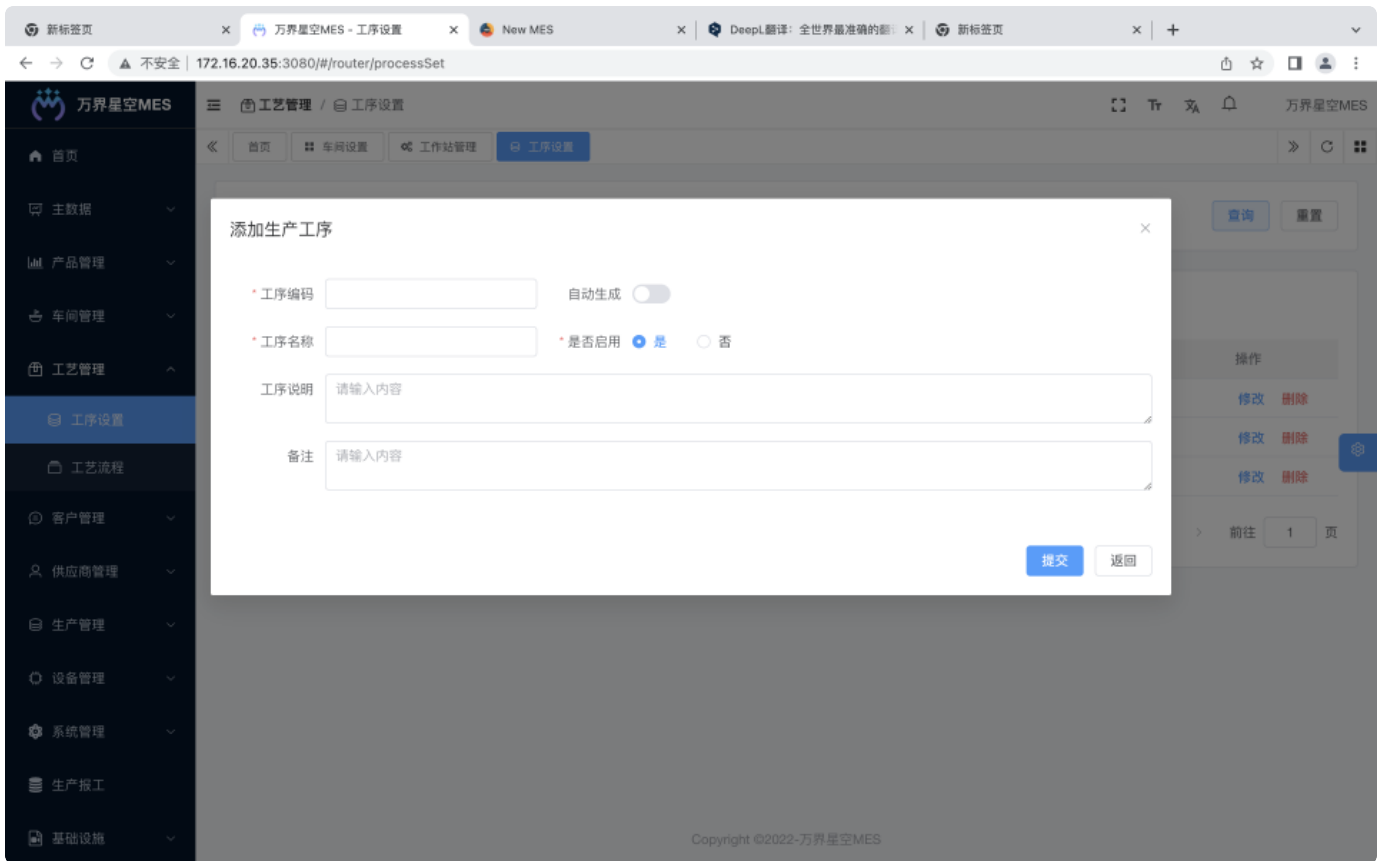 新标签页
万界星空MES - 工序设置
New MES
DeepL翻译：全世界最准确的翻
新标签页
不安全 172.16.20.35:3080/#/router/processSet
万界星空MES
工艺管理 / 工序设置
万界星空MES
首页
车间设置
工作站管理
工序设置
首页
主数据
产品管理
车间管理
工艺管理
工序设置
工艺流程
客户管理
供应商管理
生产管理
设备管理
系统管理
生产报工
基础设施
查询
重置
添加生产工序
* 工序编码
自动生成
* 工序名称
* 是否启用 是 否
工序说明 请输入内容
备注 请输入内容
提交
返回
操作
修改 删除
修改 删除
修改 删除
前往 1 页
Copyright ©2022-万界星空MES